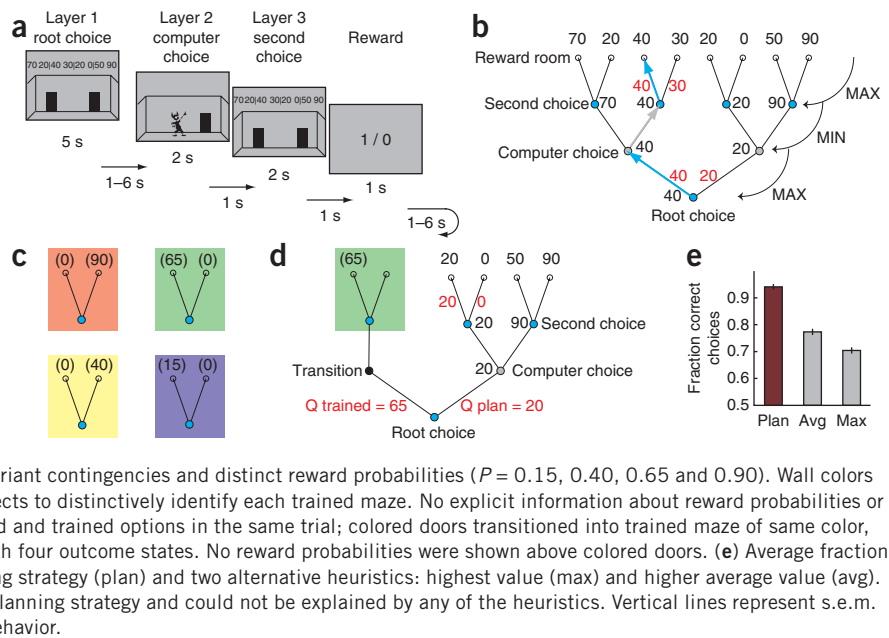 a
Layer 1
root choice
Layer 2
computer
choice
Layer 3
second
choice
Reward
70 20|40 30|20 0|50 90
70 20|40 30|20 0|50 90
1 / 0
5 s
2 s
2 s
1 s
1–6 s
1 s
1 s
1–6 s
b
70 20 40 30 20 0 50 90
Reward room
40 30
Second choice
70 40 20 90
MAX
Computer choice
40 20
MIN
40 20
40
MAX
Root choice
c
(0) (90)
(65) (0)
(0) (40)
(15) (0)
d
(65)
20 0 50 90
20 0
20 90 Second choice
Transition
20 Computer choice
Q trained = 65
Q plan = 20
Root choice
e
Fraction correct
choices
0.9
0.8
0.7
0.6
0.5
Plan Avg Max
riant contingencies and distinct reward probabilities (P = 0.15, 0.40, 0.65 and 0.90). Wall colors
ects to distinctively identify each trained maze. No explicit information about reward probabilities or
d and trained options in the same trial; colored doors transitioned into trained maze of same color,
h four outcome states. No reward probabilities were shown above colored doors. (e) Average fraction
ng strategy (plan) and two alternative heuristics: highest value (max) and higher average value (avg).
planning strategy and could not be explained by any of the heuristics. Vertical lines represent s.e.m.
ehavior.